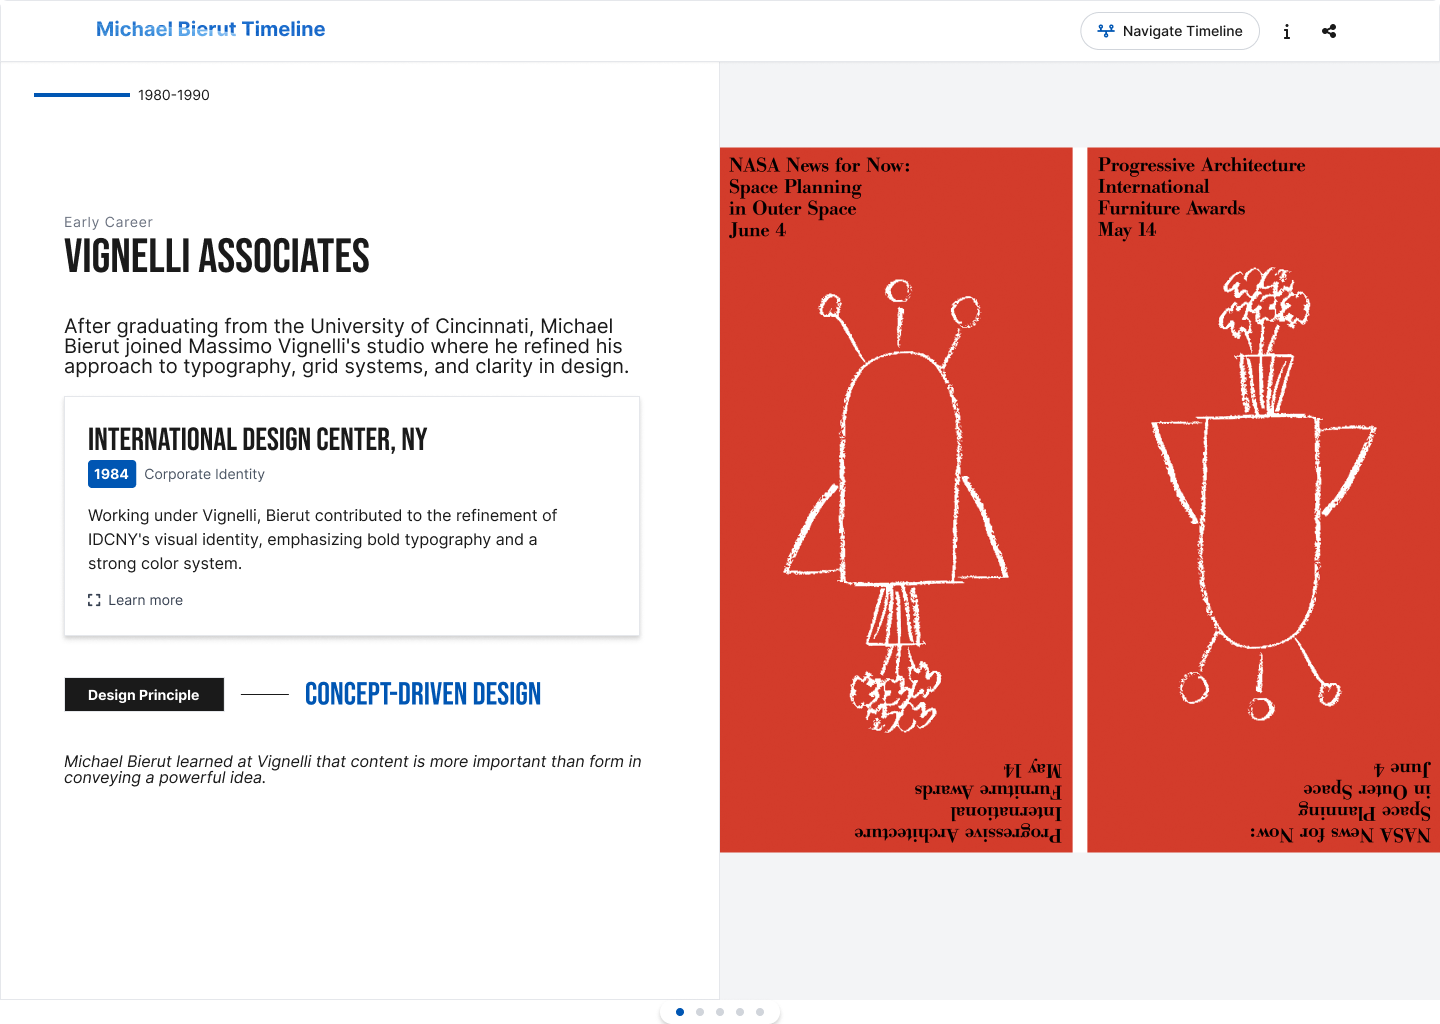 Michael Bierut Timeline
Navigate Timeline
1980-1990
Early Career
VIGNELLI ASSOCIATES
After graduating from the University of Cincinnati, Michael
Bierut joined Massimo Vignelli's studio where he refined his
approach to typography, grid systems, and clarity in design.
INTERNATIONAL DESIGN CENTER, NY
1984
Corporate Identity
Working under Vignelli, Bierut contributed to the refinement of
IDCNY's visual identity, emphasizing bold typography and a
strong color system.
Learn more
Design Principle
CONCEPT-DRIVEN DESIGN
Michael Bierut learned at Vignelli that content is more important than form in
conveying a powerful idea.
NASA News for Now:
Space Planning
in Outer Space
June 4
Progressive Architecture
International
Furniture Awards
May 14
Progressive Architecture
International
Furniture Awards
May 14
NASA News for Now:
Space Planning
in Outer Space
June 4